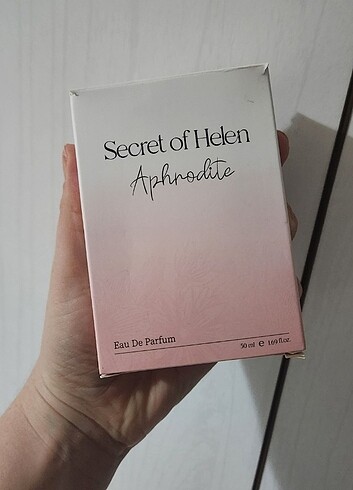 Secret of Helen
Aphrodite
Eau De Parfum
50 ml ℮ 1.69 fl.oz.